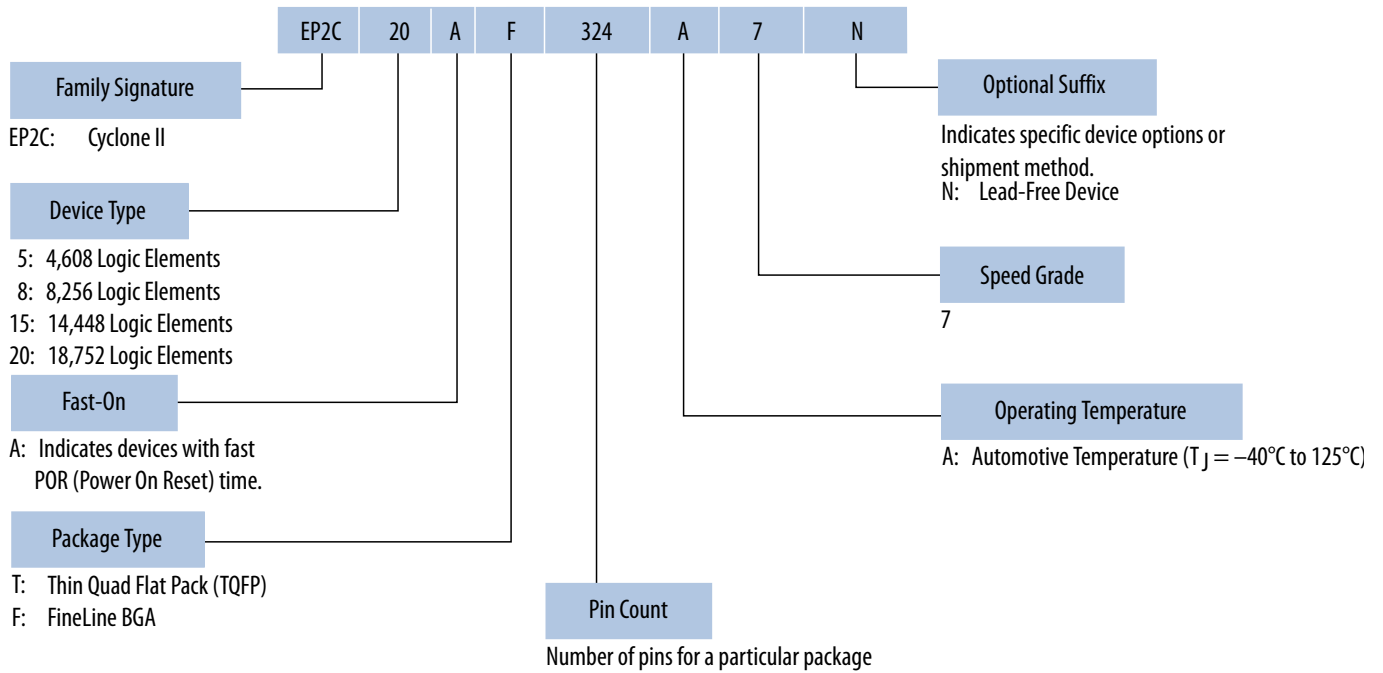 EP2C 20 A F 324 A 7 N
Family Signature
EP2C: Cyclone II
Device Type
5: 4,608 Logic Elements
8: 8,256 Logic Elements
15: 14,448 Logic Elements
20: 18,752 Logic Elements
Fast-On
A: Indicates devices with fast
POR (Power On Reset) time.
Package Type
T: Thin Quad Flat Pack (TQFP)
F: FineLine BGA
Pin Count
Number of pins for a particular package
Optional Suffix
Indicates specific device options or
shipment method.
N: Lead-Free Device
Speed Grade
7
Operating Temperature
A: Automotive Temperature (TJ = –40°C to 125°C)